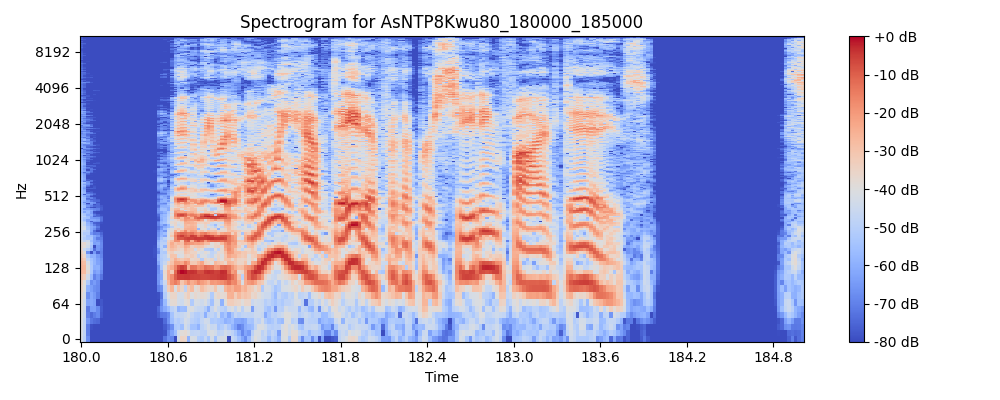 Spectrogram for AsNTP8Kwu80_180000_185000
Hz
8192
4096
2048
1024
512
256
128
64
0
180.0 180.6 181.2 181.8 182.4 183.0 183.6 184.2 184.8
Time
+0 dB
-10 dB
-20 dB
-30 dB
-40 dB
-50 dB
-60 dB
-70 dB
-80 dB